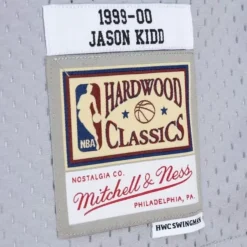 1999-00
JASON KIDD
NBA
HARDWOOD
CLASSICS
NOSTALGIA CO.
Mitchell & Ness
PHILADELPHIA, PA.
HWC SWINGMAN